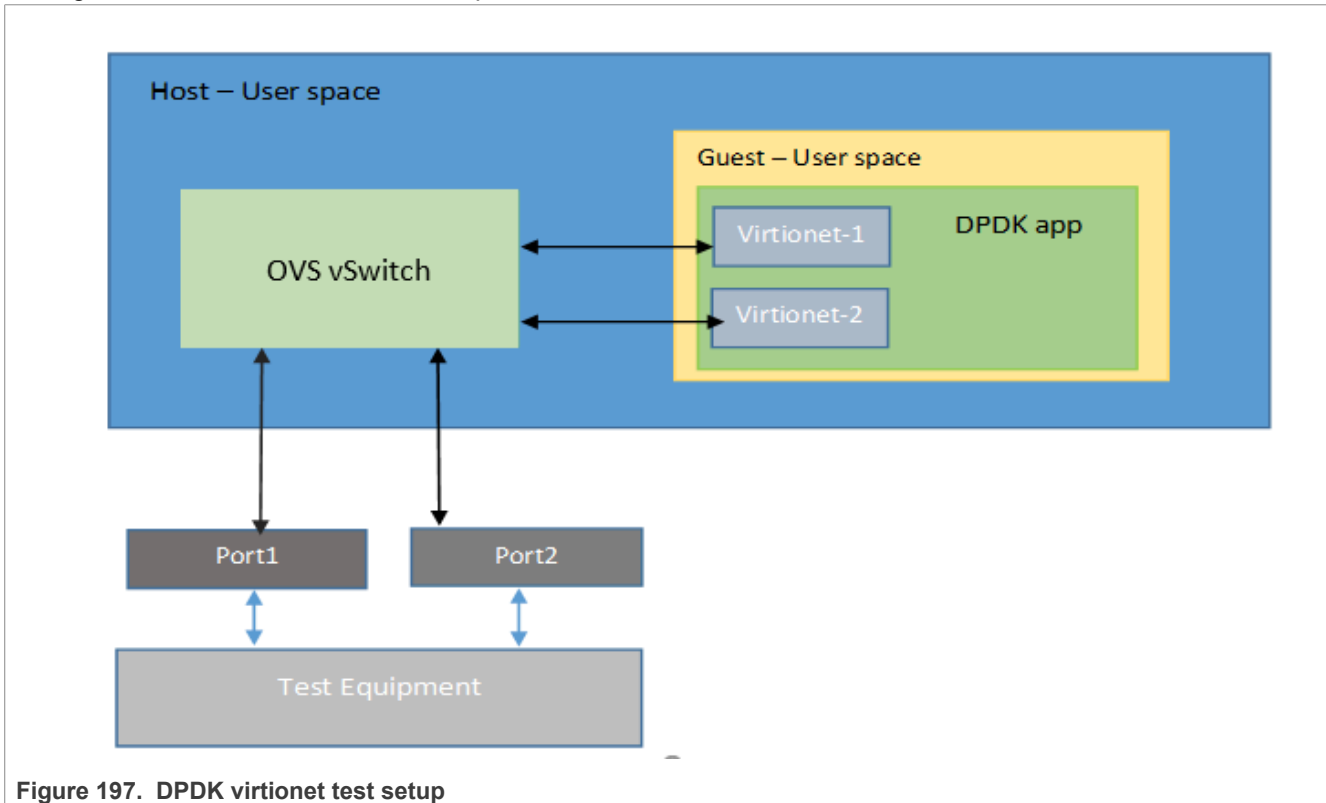 Host – User space
Guest – User space
Virtionet-1
DPDK app
OVS vSwitch
Virtionet-2
Port1
Port2
Test Equipment
Figure 197. DPDK virtionet test setup